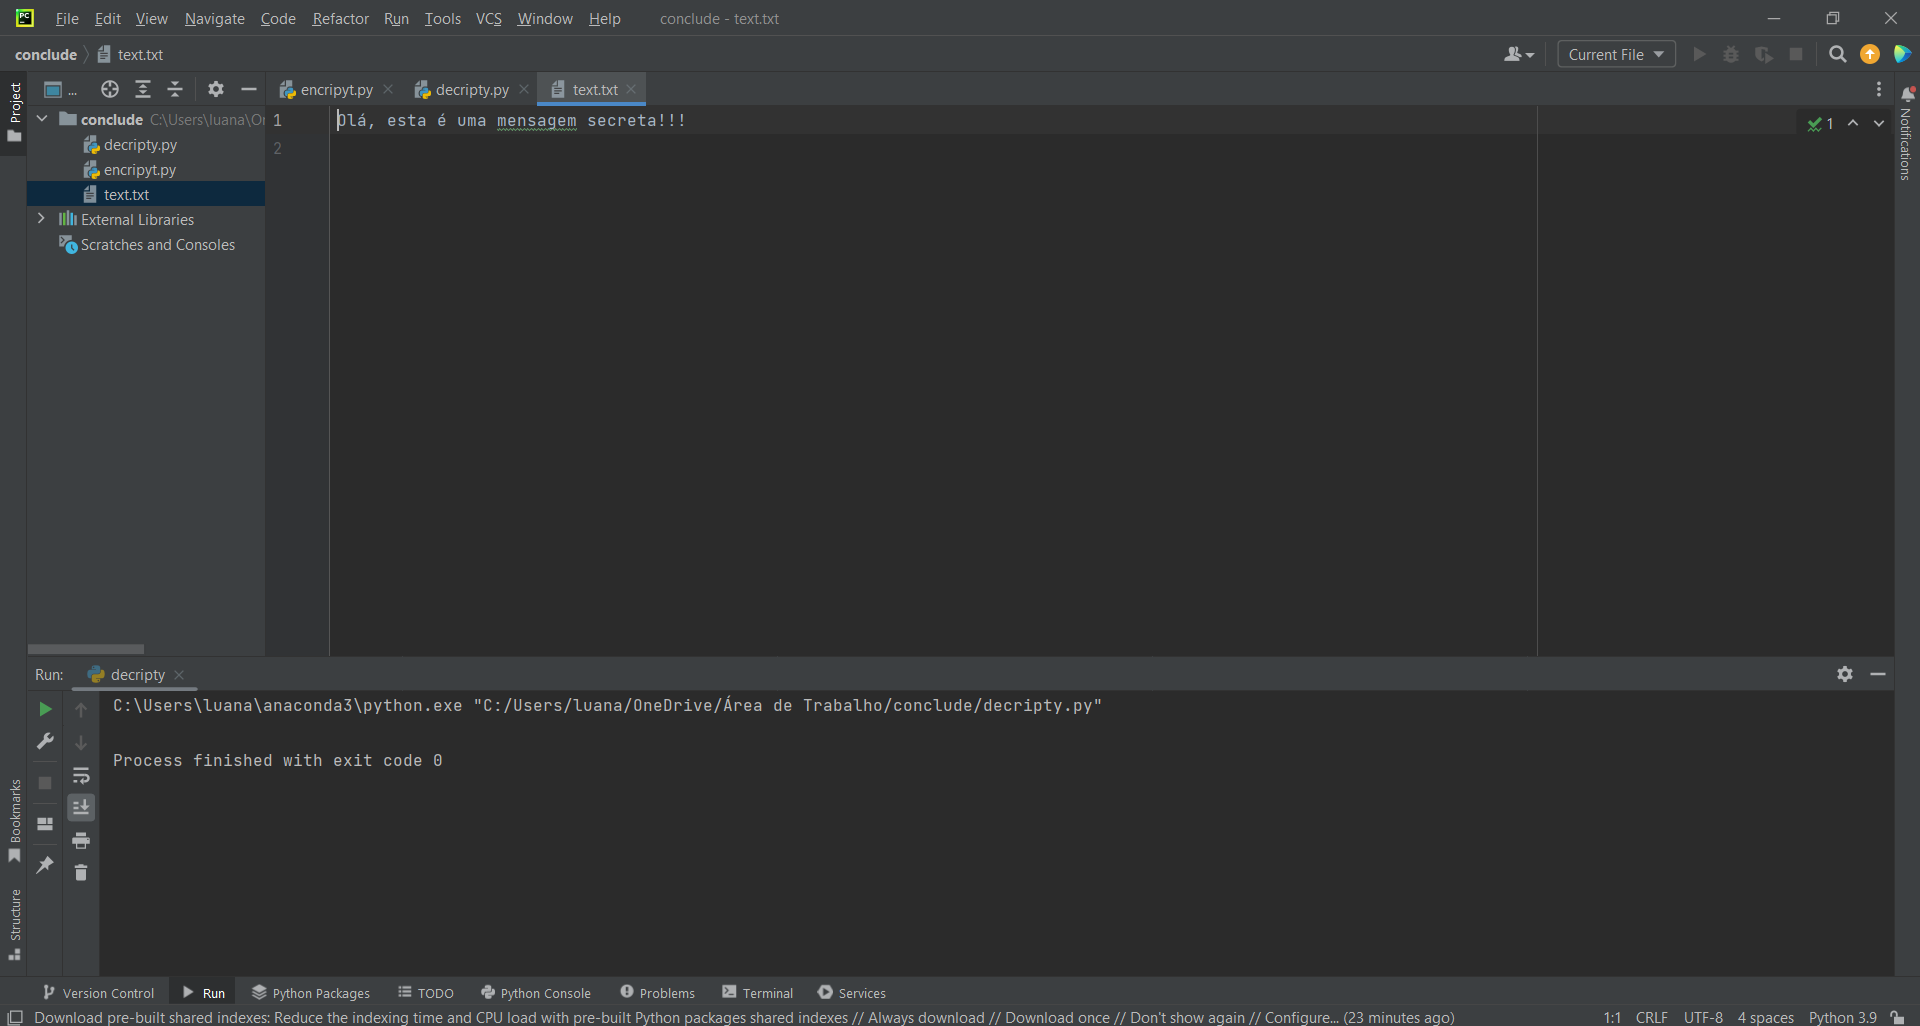 File Edit View Navigate Code Refactor Run Tools VCS Window Help conclude - text.txt
conclude text.txt
Current File
Project
...
encripyt.py
decripty.py
text.txt
Notifications
conclude C:\Users\luana\Or
decripty.py
encripyt.py
text.txt
External Libraries
Scratches and Consoles
1 Olá, esta é uma mensagem secreta!!!
2
1
Run: decripty
C:\Users\luana\anaconda3\python.exe "C:/Users/luana/OneDrive/Área de Trabalho/conclude/decripty.py"
Process finished with exit code 0
Bookmarks
Structure
Version Control Run Python Packages TODO Python Console Problems Terminal Services
Download pre-built shared indexes: Reduce the indexing time and CPU load with pre-built Python packages shared indexes // Always download // Download once // Don't show again // Configure... (23 minutes ago) 1:1 CRLF UTF-8 4 spaces Python 3.9